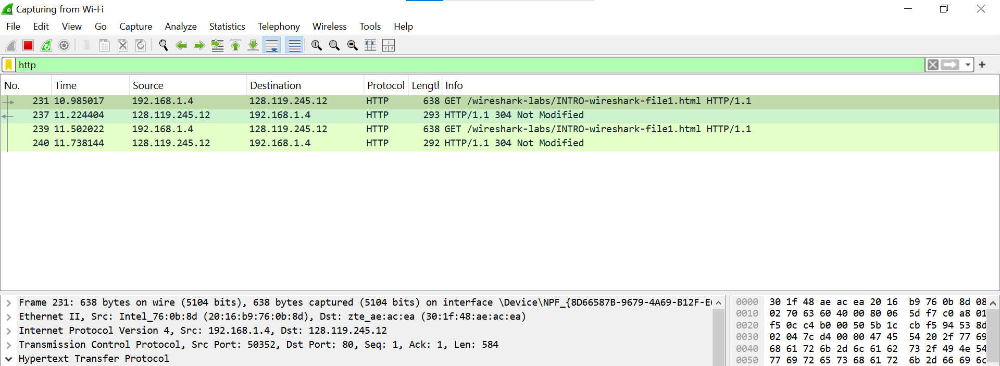 Capturing from Wi-Fi
File Edit View Go Capture Analyze Statistics Telephony Wireless Tools Help
http
No. Time Source Destination Protocol Length Info
231 10.985017 192.168.1.4 128.119.245.12 HTTP 638 GET /wireshark-labs/INTRO-wireshark-file1.html HTTP/1.1
237 11.224404 128.119.245.12 192.168.1.4 HTTP 293 HTTP/1.1 304 Not Modified
239 11.502022 192.168.1.4 128.119.245.12 HTTP 638 GET /wireshark-labs/INTRO-wireshark-file1.html HTTP/1.1
240 11.738144 128.119.245.12 192.168.1.4 HTTP 292 HTTP/1.1 304 Not Modified
Frame 231: 638 bytes on wire (5104 bits), 638 bytes captured (5104 bits) on interface \Device\NPF_{8D66587B-9679-4A69-B12F-E
Ethernet II, Src: Intel_76:0b:8d (20:16:b9:76:0b:8d), Dst: zte_ae:ac:ea (30:1f:48:ae:ac:ea)
Internet Protocol Version 4, Src: 192.168.1.4, Dst: 128.119.245.12
Transmission Control Protocol, Src Port: 50352, Dst Port: 80, Seq: 1, Ack: 1, Len: 584
Hypertext Transfer Protocol
0000 30 1f 48 ae ac ea 20 16 b9 76 0b 8d 08
0010 02 70 63 60 40 00 80 06 5d f7 c0 a8 01
0020 f5 0c c4 b0 00 50 5b 1c cb f5 94 53 8d
0030 02 04 7c d4 00 00 47 45 54 20 2f 77 69
0040 68 61 72 6b 2d 6c 61 62 73 2f 49 4e 54
0050 77 69 72 65 73 68 61 72 6b 2d 66 69 6c